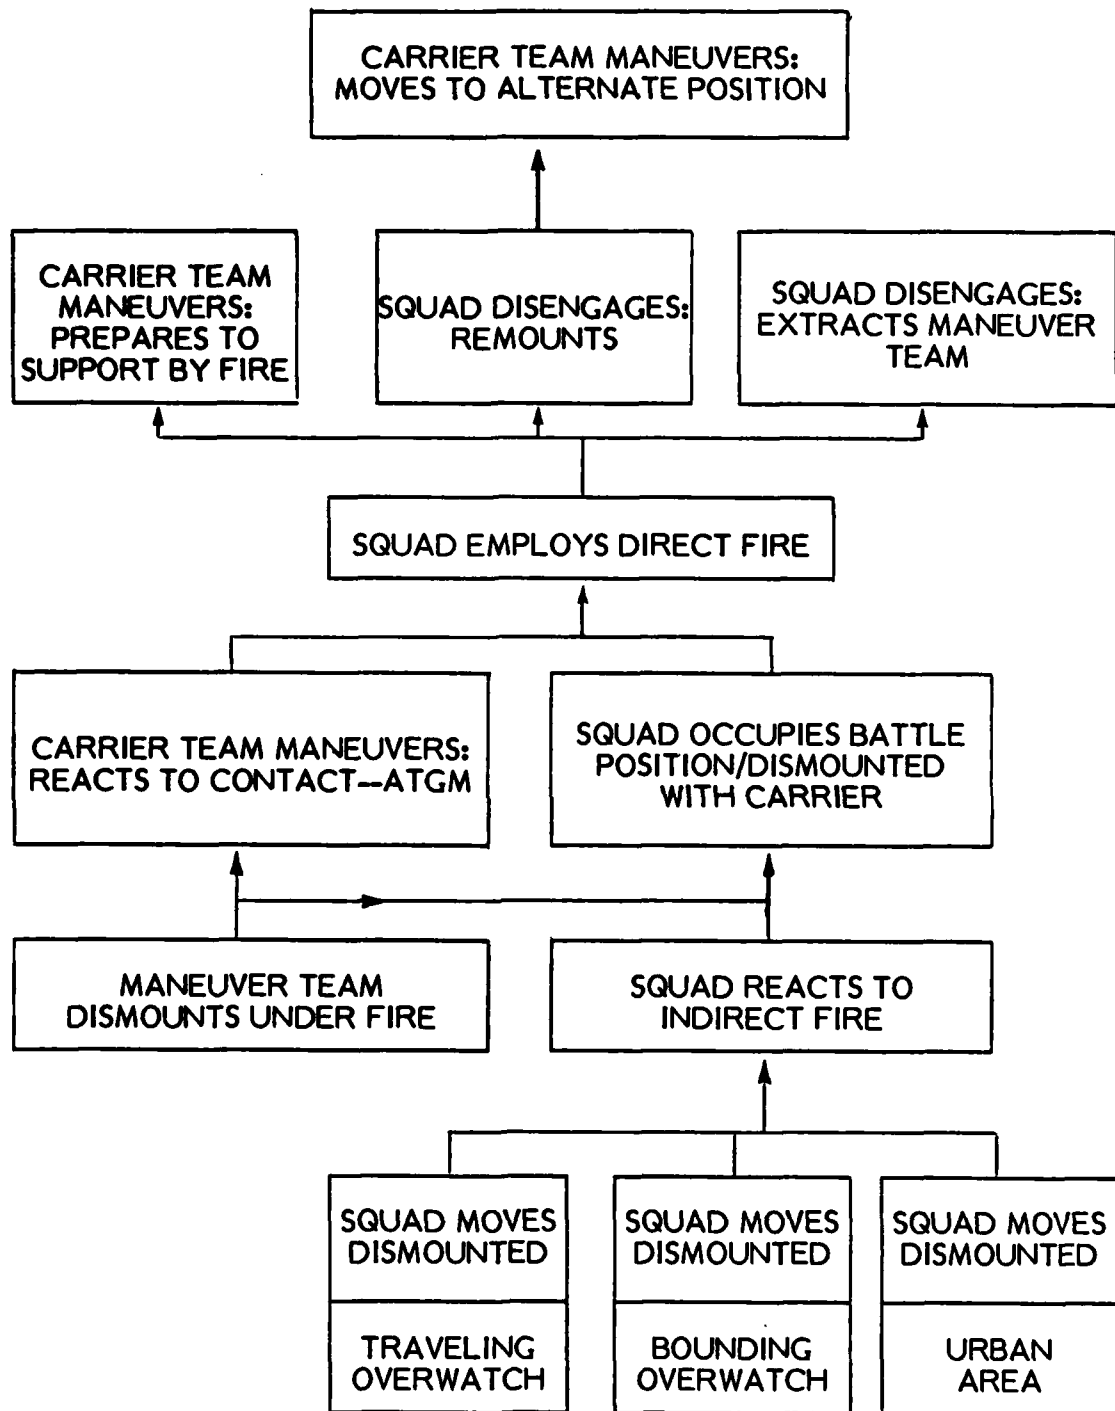 CARRIER TEAM MANEUVERS:
MOVES TO ALTERNATE POSITION
CARRIER TEAM
MANEUVERS:
PREPARES TO
SUPPORT BY FIRE
SQUAD DISENGAGES:
REMOUNTS
SQUAD DISENGAGES:
EXTRACTS MANEUVER
TEAM
SQUAD EMPLOYS DIRECT FIRE
CARRIER TEAM MANEUVERS:
REACTS TO CONTACT--ATGM
SQUAD OCCUPIES BATTLE
POSITION/DISMOUNTED
WITH CARRIER
MANEUVER TEAM
DISMOUNTS UNDER FIRE
SQUAD REACTS TO
INDIRECT FIRE
SQUAD MOVES
DISMOUNTED
TRAVELING
OVERWATCH
SQUAD MOVES
DISMOUNTED
BOUNDING
OVERWATCH
SQUAD MOVES
DISMOUNTED
URBAN
AREA